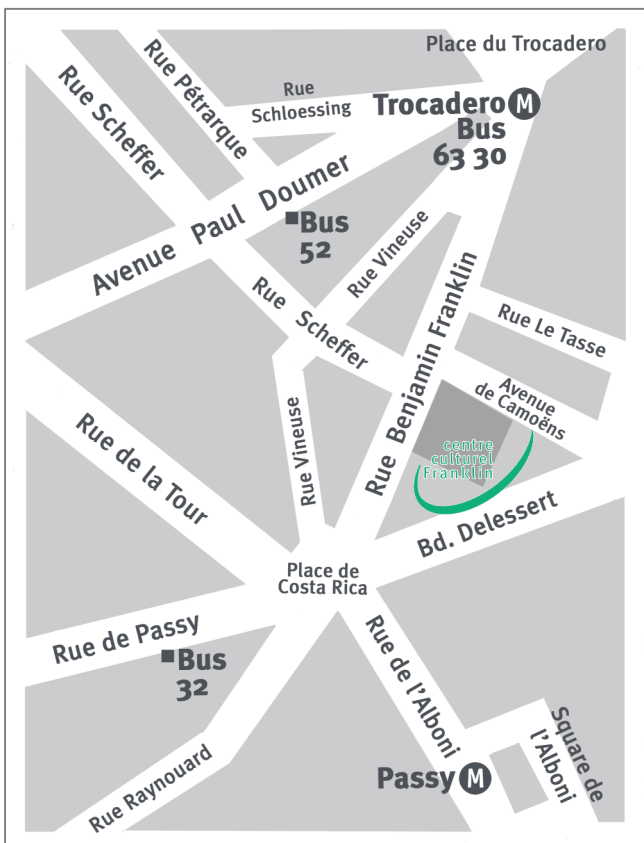 Place du Trocadero
Rue Scheffer
Rue Pétrarque
Rue
Schloessing
Trocadero M
Bus
63 30
Avenue Paul Doumer
Bus
52
Rue Vineuse
Rue Scheffer
Rue Benjamin Franklin
Rue Le Tasse
Avenue
de Camoëns
Rue Vineuse
centre
culturel
Franklin
Rue de la Tour
Bd. Delessert
Place de
Costa Rica
Rue de Passy
Bus
32
Rue de l'Alboni
Square de
l'Alboni
Passy M
Rue Raynouard